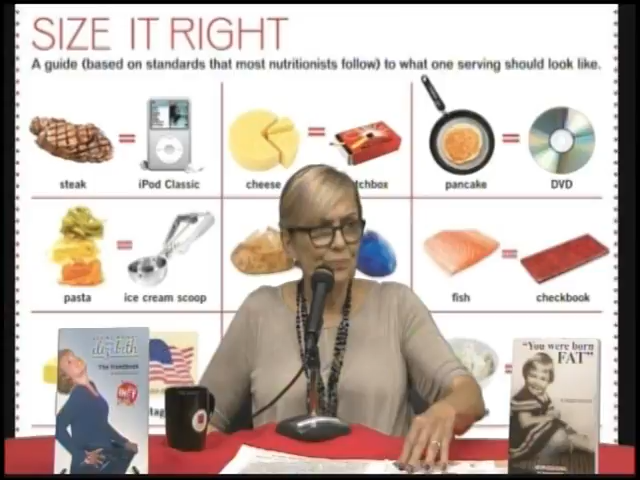 SIZE IT RIGHT
A guide (based on standards that most nutritionists follow) to what one serving should look like.
steak = iPod Classic
cheese = tchbox
pancake = DVD
pasta = ice cream scoop
fish = checkbook
"You were born
FAT"